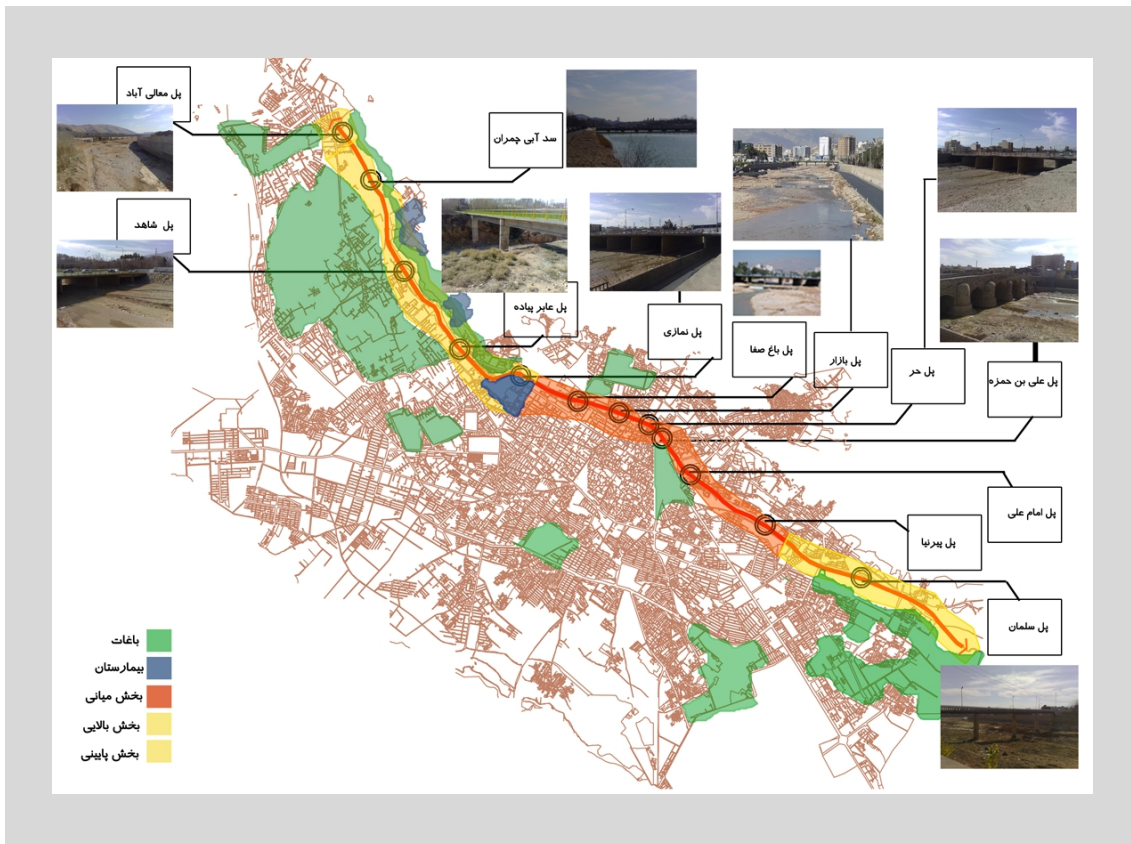 پل معالی آباد
سد آبی چمران
پل شاهد
پل عابر پیاده
پل نمازی
پل باغ صفا
پل بازار
پل حر
پل علی بن حمزه
پل امام علی
پل پیرنیا
پل سلمان
باغات
بیمارستان
بخش میانی
بخش بالایی
بخش پایینی